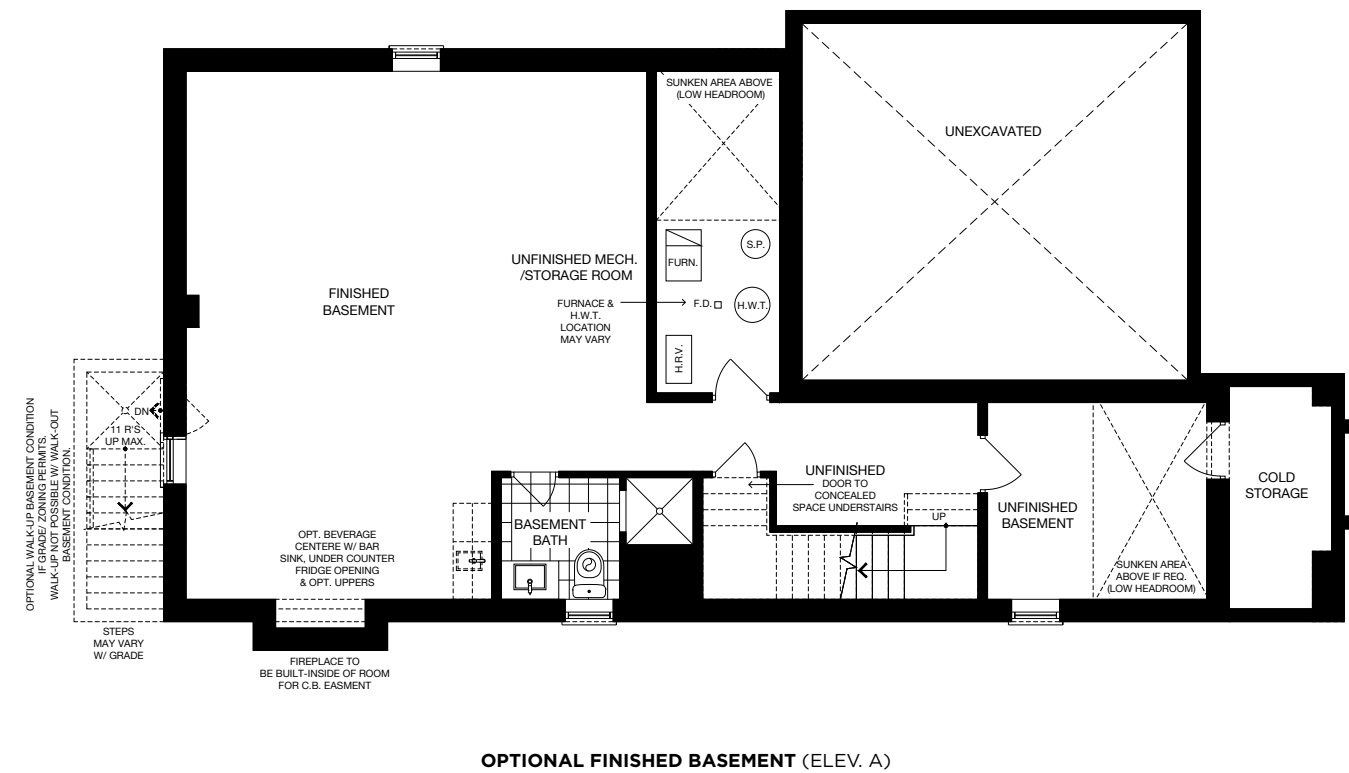 SUNKEN AREA ABOVE
(LOW HEADROOM)
UNEXCAVATED
UNFINISHED MECH.
/STORAGE ROOM
FURN.
S.P.
FURNACE &
H.W.T.
LOCATION
MAY VARY
F.D.
H.W.T.
H.R.V.
FINISHED
BASEMENT
OPTIONAL WALK-UP BASEMENT CONDITION
IF GRADE/ ZONING PERMITS.
WALK-UP NOT POSSIBLE W/ WALK-OUT
BASEMENT CONDITION.
DN
11 R'S
UP MAX.
STEPS
MAY VARY
W/ GRADE
OPT. BEVERAGE
CENTERE W/ BAR
SINK, UNDER COUNTER
FRIDGE OPENING
& OPT. UPPERS
BASEMENT
BATH
UNFINISHED
DOOR TO
CONCEALED
SPACE UNDERSTAIRS
UP
UNFINISHED
BASEMENT
SUNKEN AREA
ABOVE IF REQ.
(LOW HEADROOM)
COLD
STORAGE
FIREPLACE TO
BE BUILT-INSIDE OF ROOM
FOR C.B. EASMENT
OPTIONAL FINISHED BASEMENT (ELEV. A)